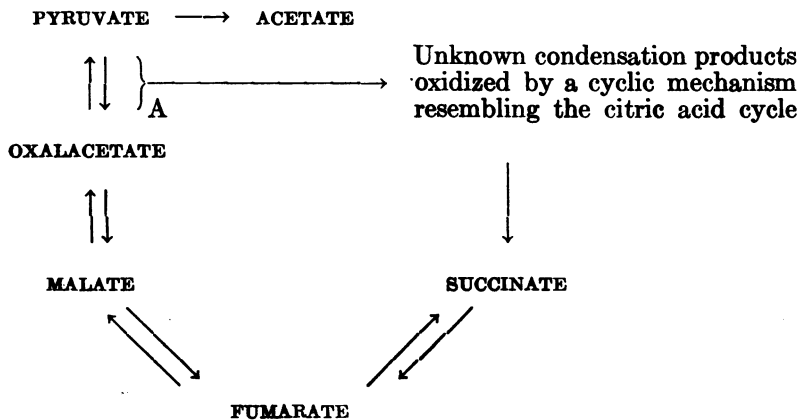 PYRUVATE ⟶ ACETATE
Unknown condensation products
oxidized by a cyclic mechanism
resembling the citric acid cycle
A
OXALACETATE
MALATE
SUCCINATE
FUMARATE